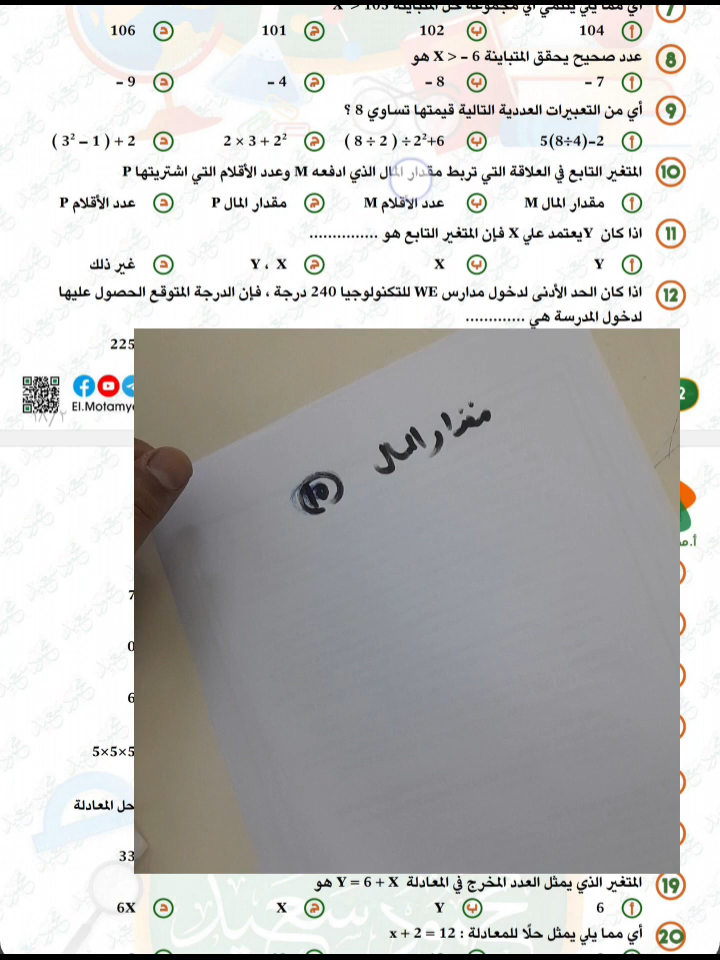 7 أي مما يلي ينتمي إلى مجموعة حل المتباينة X > 105
أ 104 ب 102 ج 101 د 106
8 عدد صحيح يحقق المتباينة X > – 6 هو
أ – 7 ب – 8 ج – 4 د – 9
9 أي من التعبيرات العددية التالية قيمتها تساوي 8 ؟
أ 5(8÷4)–2 ب ( 8 ÷ 2 ) ÷ 2²+6 ج 2 × 3 + 2² د ( 3² – 1 ) + 2
10 المتغير التابع في العلاقة التي تربط مقدار المال الذي ادفعه M وعدد الأقلام التي اشتريتها P
أ مقدار المال M ب عدد الأقلام M ج مقدار المال P د عدد الأقلام P
11 اذا كان Y يعتمد علي X فإن المتغير التابع هو ..............
أ Y ب X ج Y ، X د غير ذلك
12 اذا كان الحد الأدنى لدخول مدارس WE للتكنولوجيا 240 درجة ، فإن الدرجة المتوقع الحصول عليها
لدخول المدرسة هي .............
225
El.Motamy
2
مقدار المال
(10)
أ.م
7
0
6
5×5×5
حل المعادلة
33
19 المتغير الذي يمثل العدد المخرج في المعادلة Y = 6 + X هو
أ 6 ب Y ج X د 6X
20 أي مما يلي يمثل حلًا للمعادلة : x + 2 = 12